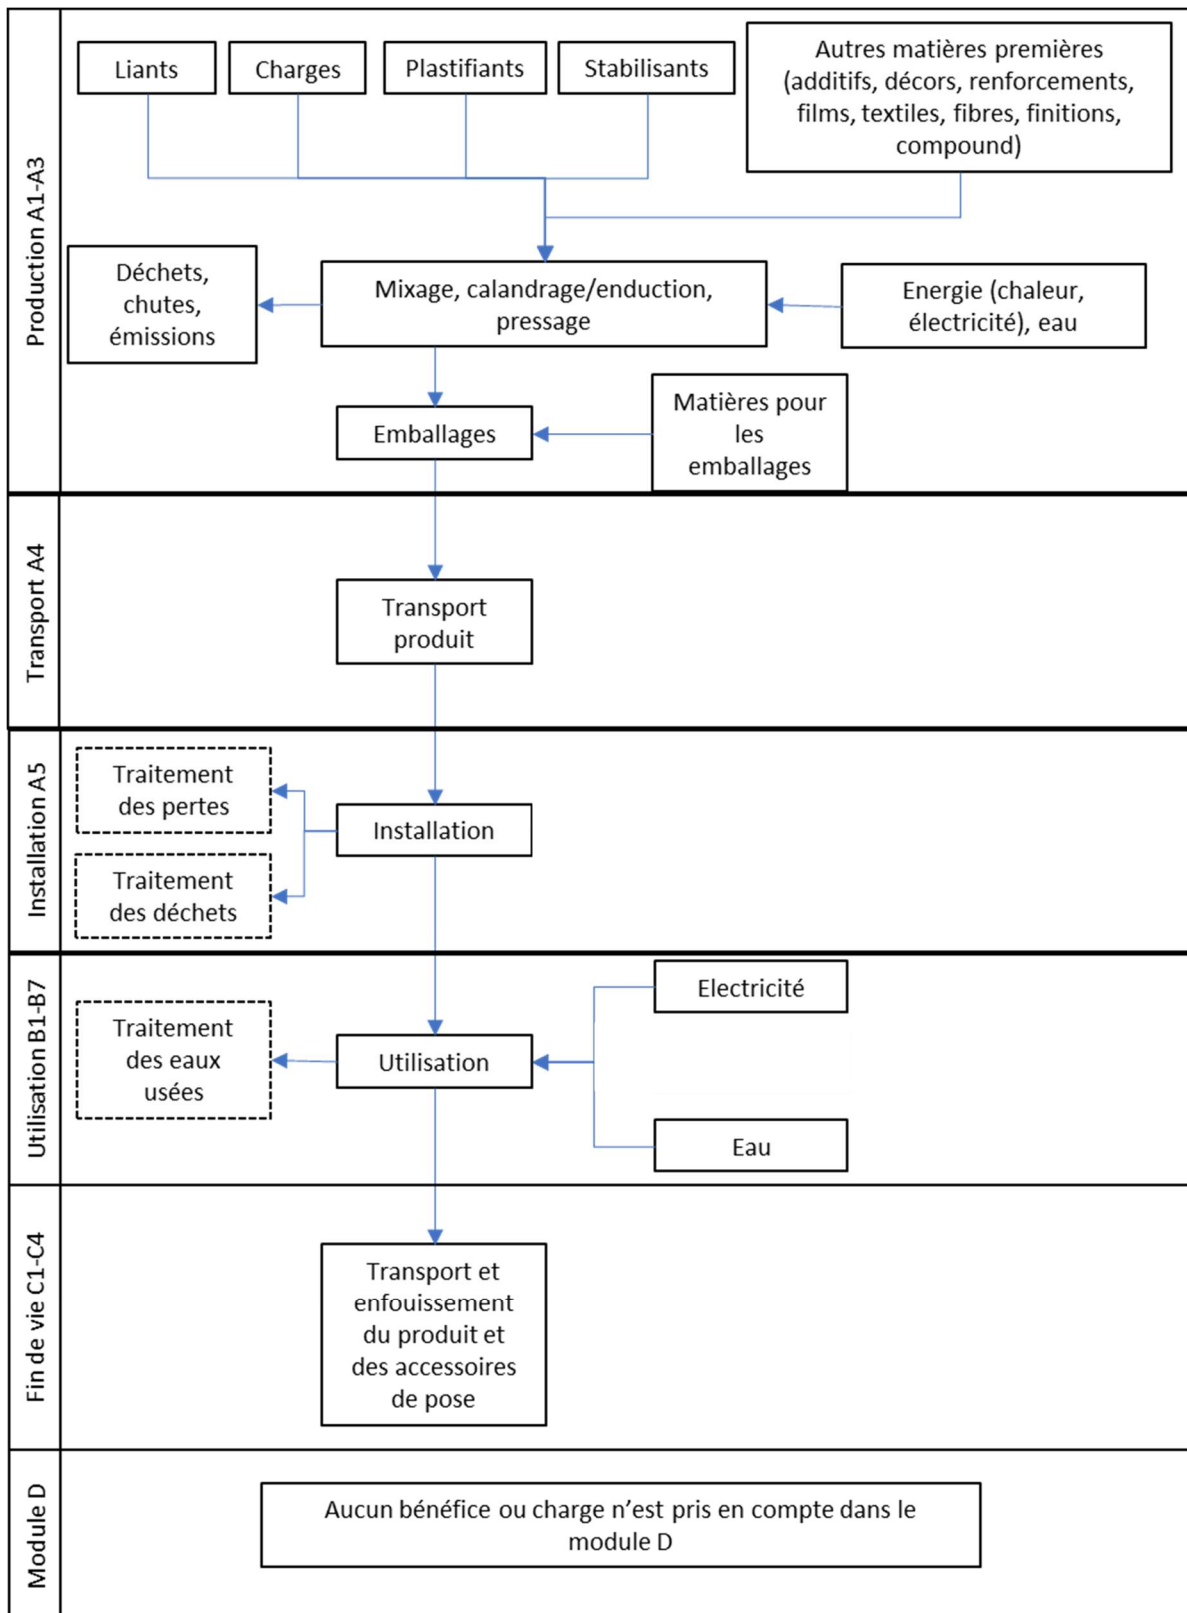 Production A1-A3
Liants
Charges
Plastifiants
Stabilisants
Autres matières premières
(additifs, décors, renforcements,
films, textiles, fibres, finitions,
compound)
Déchets,
chutes,
émissions
Mixage, calandrage/enduction,
pressage
Energie (chaleur,
électricité), eau
Emballages
Matières pour
les
emballages
Transport A4
Transport
produit
Installation A5
Traitement
des pertes
Installation
Traitement
des déchets
Utilisation B1-B7
Electricité
Traitement
des eaux
usées
Utilisation
Eau
Fin de vie C1-C4
Transport et
enfouissement
du produit et
des accessoires
de pose
Module D
Aucun bénéfice ou charge n’est pris en compte dans le
module D